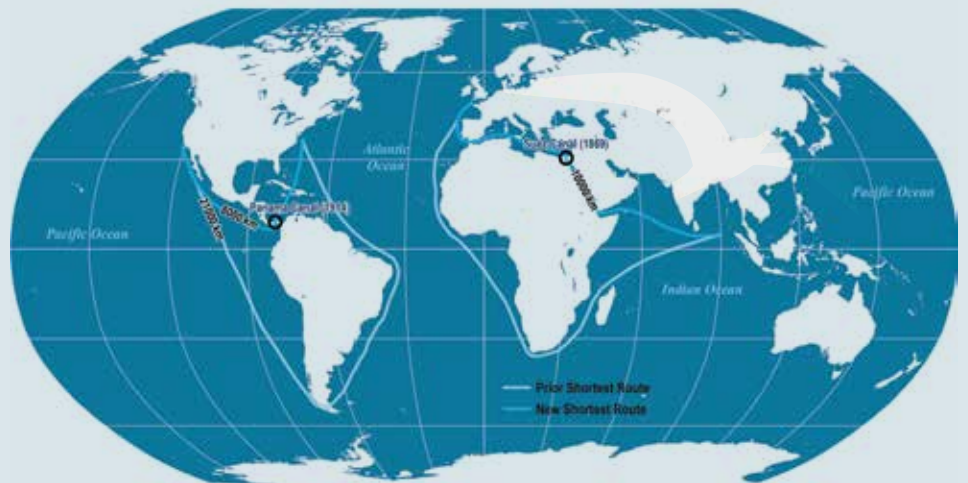 Atlantic
Ocean
Suez Canal (1869)
10000 km
Pacific Ocean
Panama Canal (1914)
8000 km
21000 km
Pacific Ocean
Indian Ocean
Prior Shortest Route
New Shortest Route